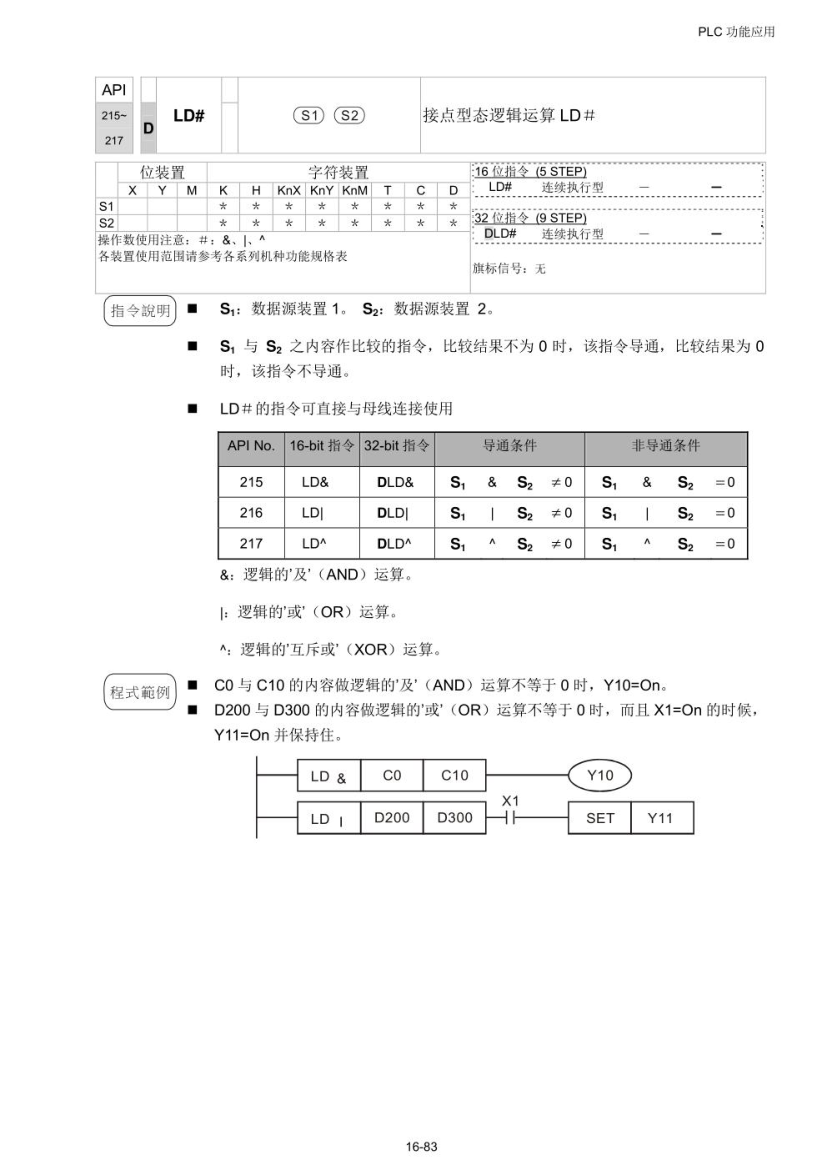 PLC 功能应用
API
215~
217
D
LD#
S1 S2
接点型态逻辑运算 LD＃
位装置 字符装置
X Y M K H KnX KnY KnM T C D
S1 * * * * * * * *
S2 * * * * * * * *
操作数使用注意：＃：&、|、^
各装置使用范围请参考各系列机种功能规格表
16 位指令 (5 STEP)
LD# 连续执行型 － －
32 位指令 (9 STEP)
DLD# 连续执行型 － －
旗标信号：无
指令說明
■ S1：数据源装置 1。 S2：数据源装置 2。
■ S1 与 S2 之内容作比较的指令，比较结果不为 0 时，该指令导通，比较结果为 0
时，该指令不导通。
■ LD＃的指令可直接与母线连接使用
API No. 16-bit 指令 32-bit 指令 导通条件 非导通条件
215 LD& DLD& S1 & S2 ≠0 S1 & S2 ＝0
216 LD| DLD| S1 | S2 ≠0 S1 | S2 ＝0
217 LD^ DLD^ S1 ^ S2 ≠0 S1 ^ S2 ＝0
&：逻辑的'及'（AND）运算。
|：逻辑的'或'（OR）运算。
^：逻辑的'互斥或'（XOR）运算。
程式範例
■ C0 与 C10 的内容做逻辑的'及'（AND）运算不等于 0 时，Y10=On。
■ D200 与 D300 的内容做逻辑的'或'（OR）运算不等于 0 时，而且 X1=On 的时候，
Y11=On 并保持住。
LD & C0 C10 Y10
X1
LD | D200 D300 SET Y11
16-83